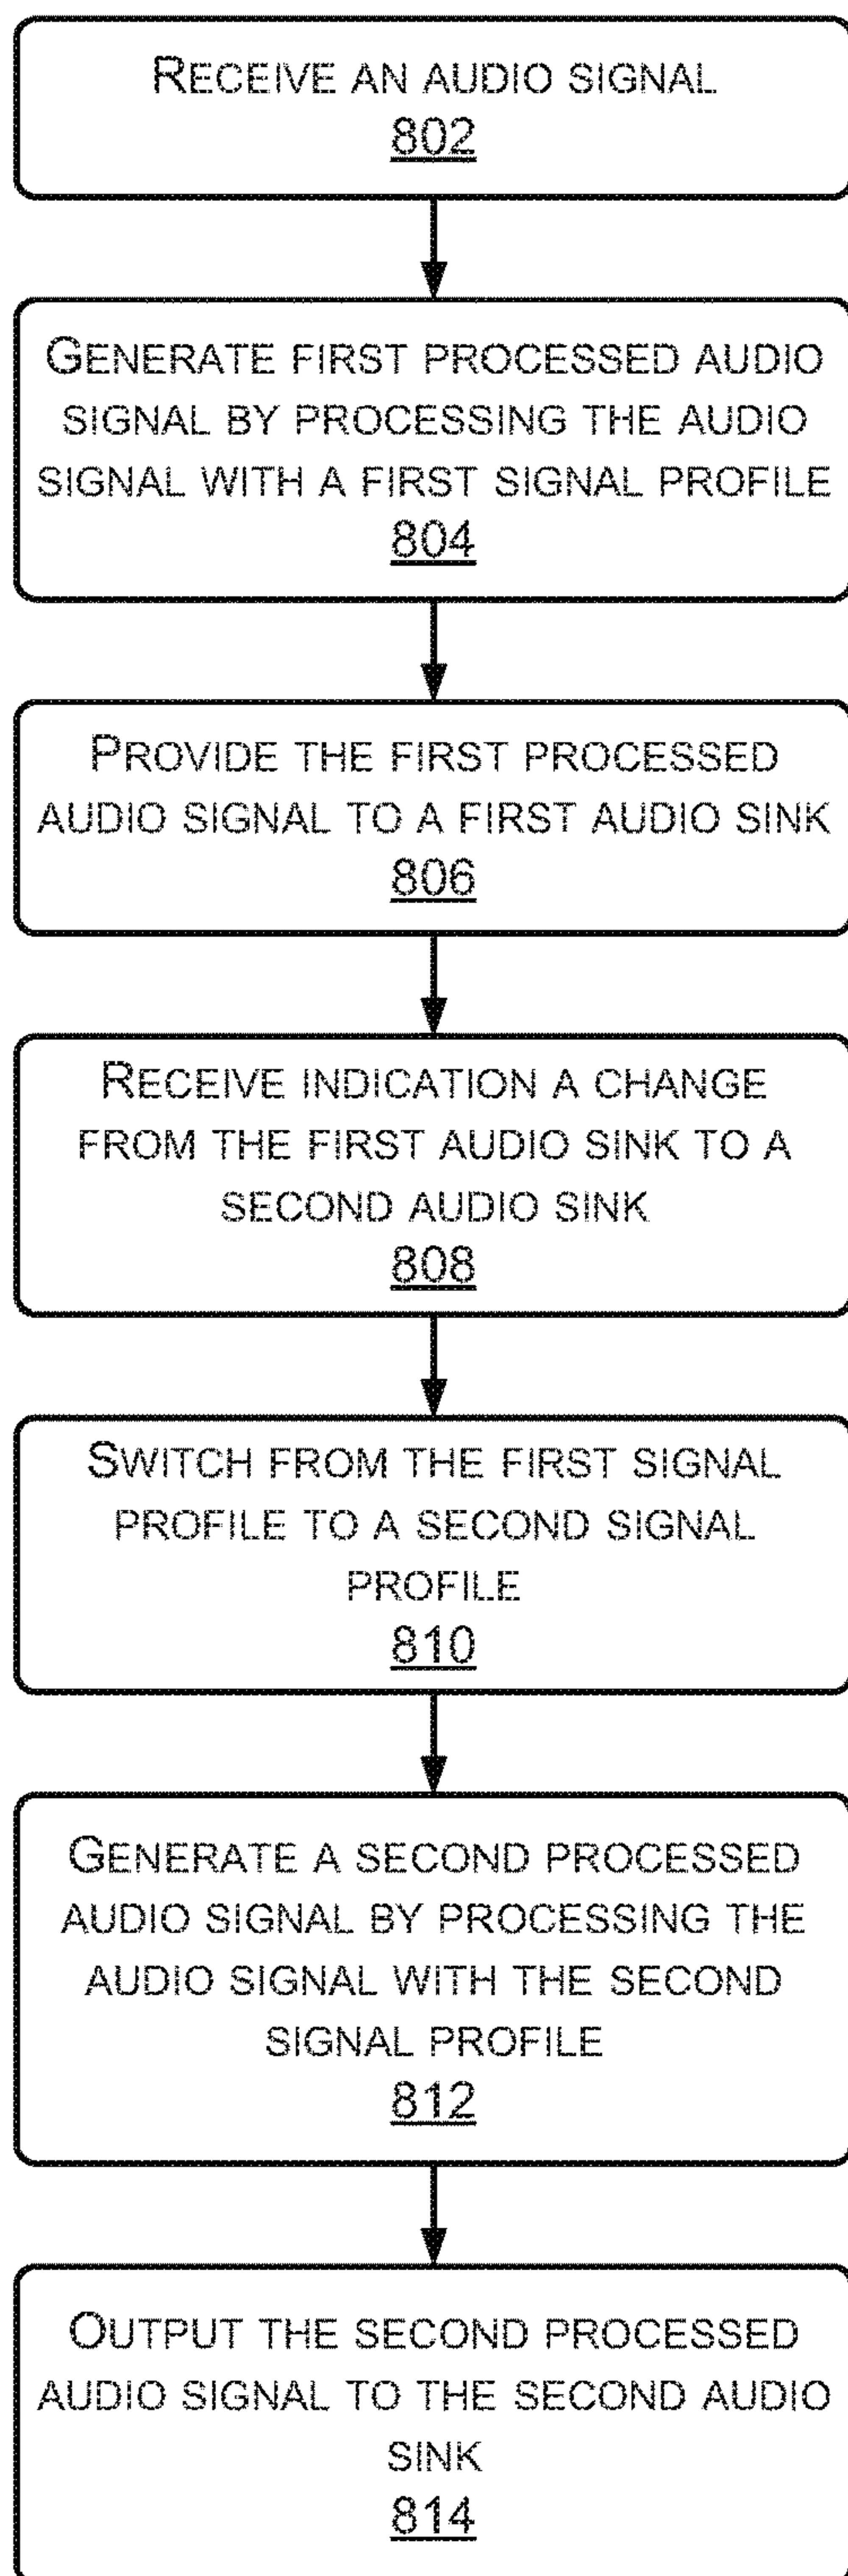 RECEIVE AN AUDIO SIGNAL
802
GENERATE FIRST PROCESSED AUDIO
SIGNAL BY PROCESSING THE AUDIO
SIGNAL WITH A FIRST SIGNAL PROFILE
804
PROVIDE THE FIRST PROCESSED
AUDIO SIGNAL TO A FIRST AUDIO SINK
806
RECEIVE INDICATION A CHANGE
FROM THE FIRST AUDIO SINK TO A
SECOND AUDIO SINK
808
SWITCH FROM THE FIRST SIGNAL
PROFILE TO A SECOND SIGNAL
PROFILE
810
GENERATE A SECOND PROCESSED
AUDIO SIGNAL BY PROCESSING THE
AUDIO SIGNAL WITH THE SECOND
SIGNAL PROFILE
812
OUTPUT THE SECOND PROCESSED
AUDIO SIGNAL TO THE SECOND AUDIO
SINK
814